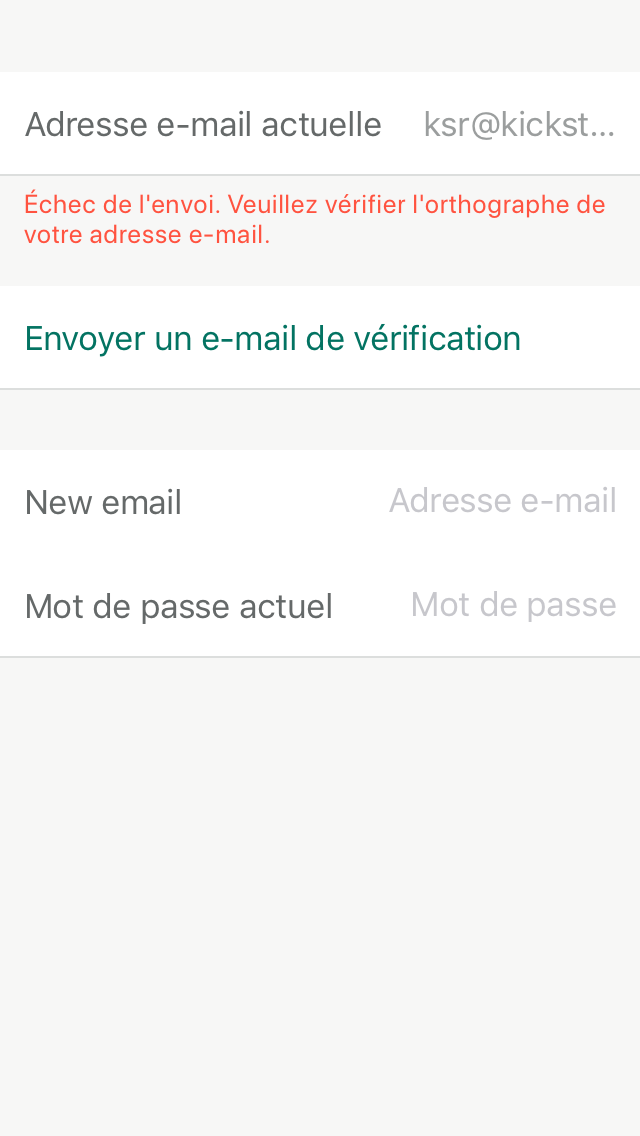 Adresse e-mail actuelle ksr@kickst...
Échec de l'envoi. Veuillez vérifier l'orthographe de
votre adresse e-mail.
Envoyer un e-mail de vérification
New email Adresse e-mail
Mot de passe actuel Mot de passe